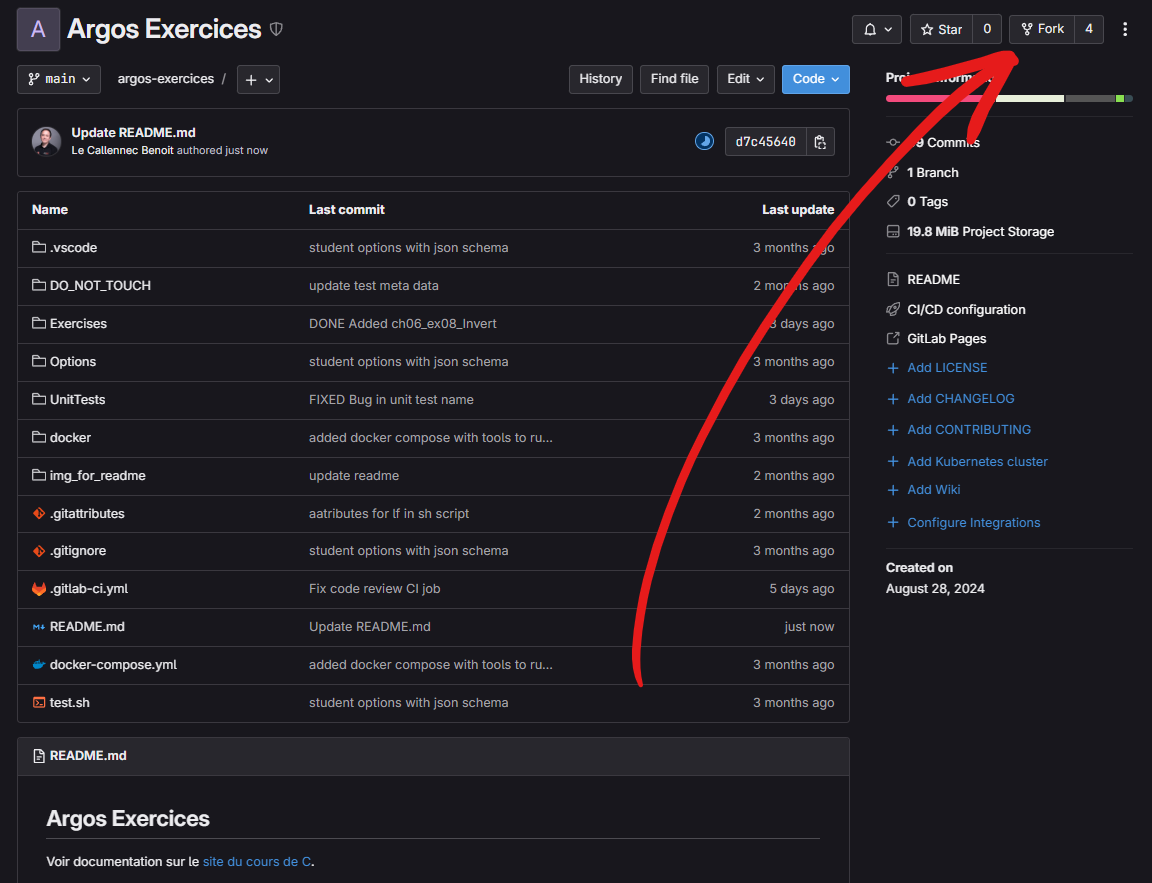 A Argos Exercices
Star 0 Fork 4
main argos-exercices / + History Find file Edit Code
Update README.md
Le Callennec Benoit authored just now
d7c45640
Name Last commit Last update
.vscode student options with json schema 3 months ago
DO_NOT_TOUCH update test meta data 2 months ago
Exercises DONE Added ch06_ex08_Invert 3 days ago
Options student options with json schema 3 months ago
UnitTests FIXED Bug in unit test name 3 days ago
docker added docker compose with tools to ru... 3 months ago
img_for_readme update readme 2 months ago
.gitattributes aatributes for lf in sh script 2 months ago
.gitignore student options with json schema 3 months ago
.gitlab-ci.yml Fix code review CI job 5 days ago
README.md Update README.md just now
docker-compose.yml added docker compose with tools to ru... 3 months ago
test.sh student options with json schema 3 months ago
README.md
Argos Exercices
Voir documentation sur le site du cours de C.
Commits
1 Branch
0 Tags
19.8 MiB Project Storage
README
CI/CD configuration
GitLab Pages
+ Add LICENSE
+ Add CHANGELOG
+ Add CONTRIBUTING
+ Add Kubernetes cluster
+ Add Wiki
+ Configure Integrations
Created on
August 28, 2024